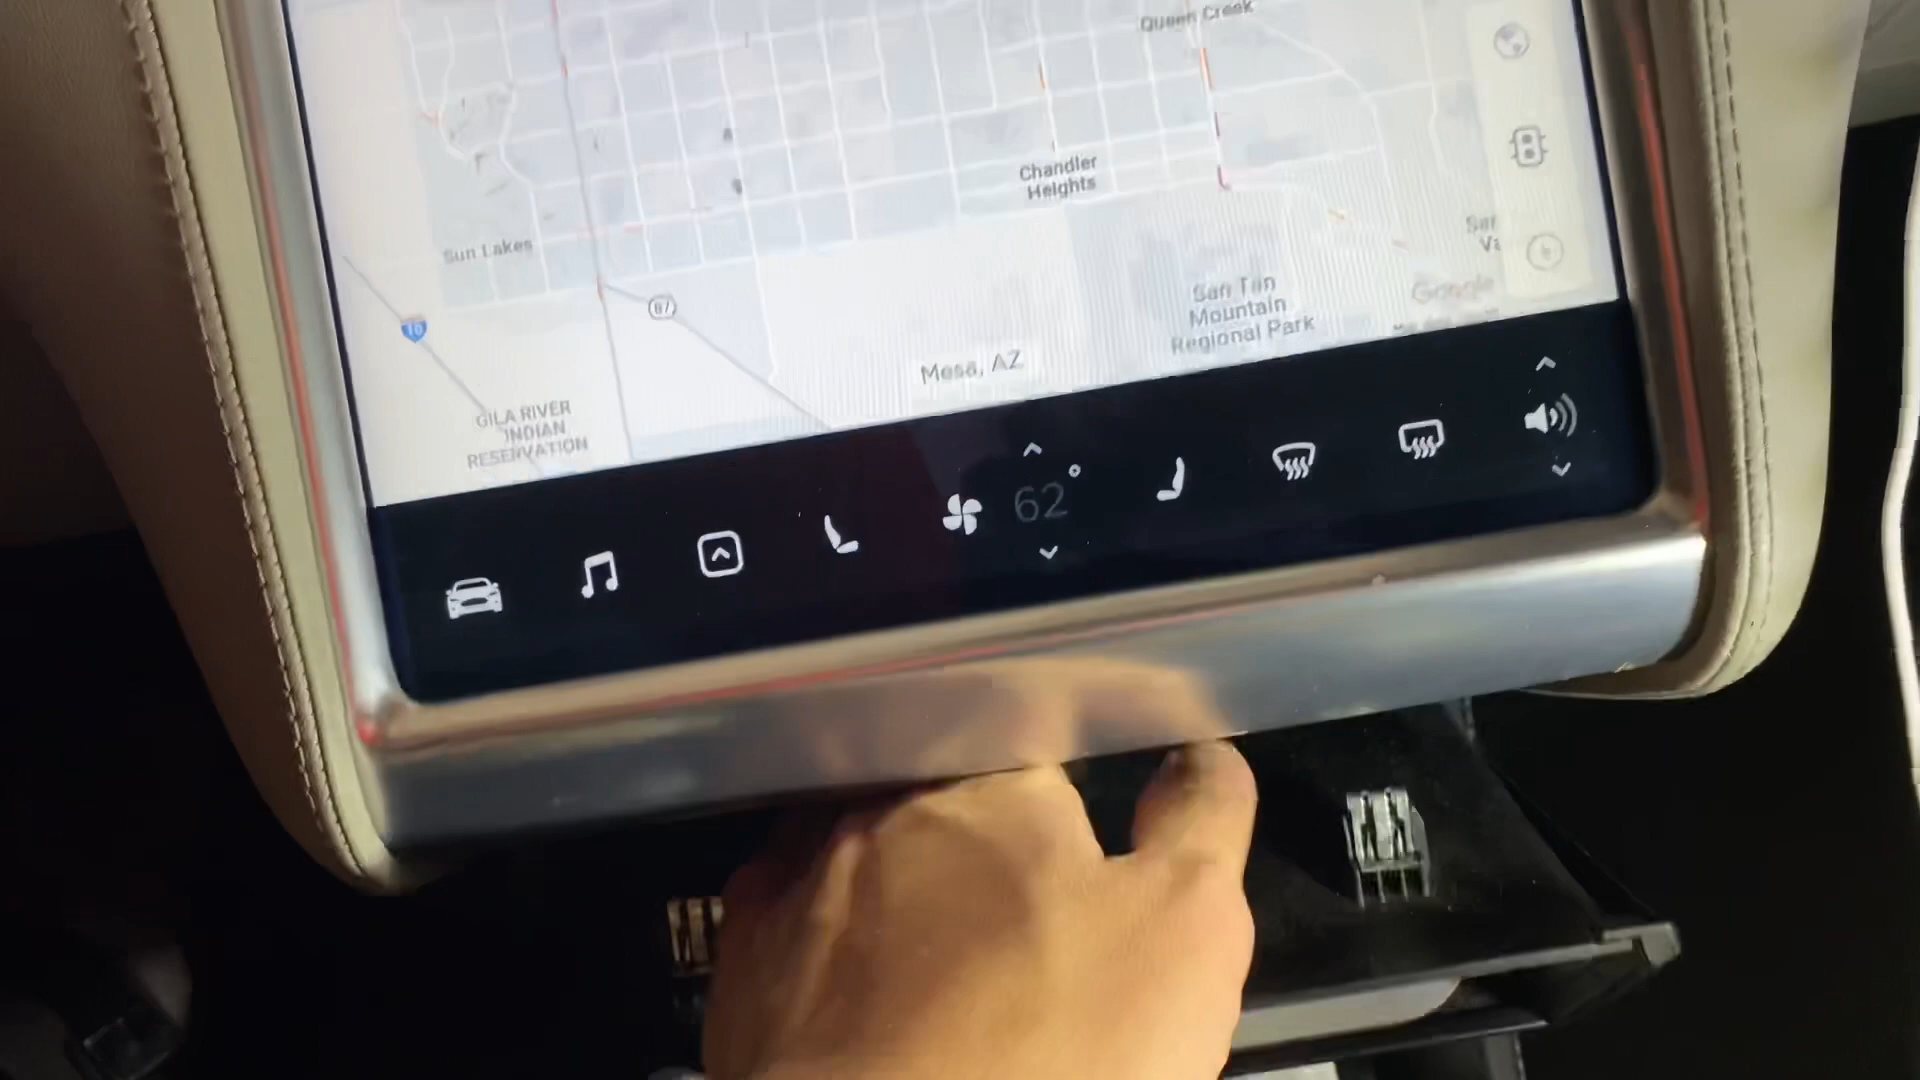 Queen Creek
Chandler
Heights
Sun Lakes
San Tan
Mountain
Regional Park
Google
87
10
Mesa, AZ
GILA RIVER
INDIAN
RESERVATION
62°